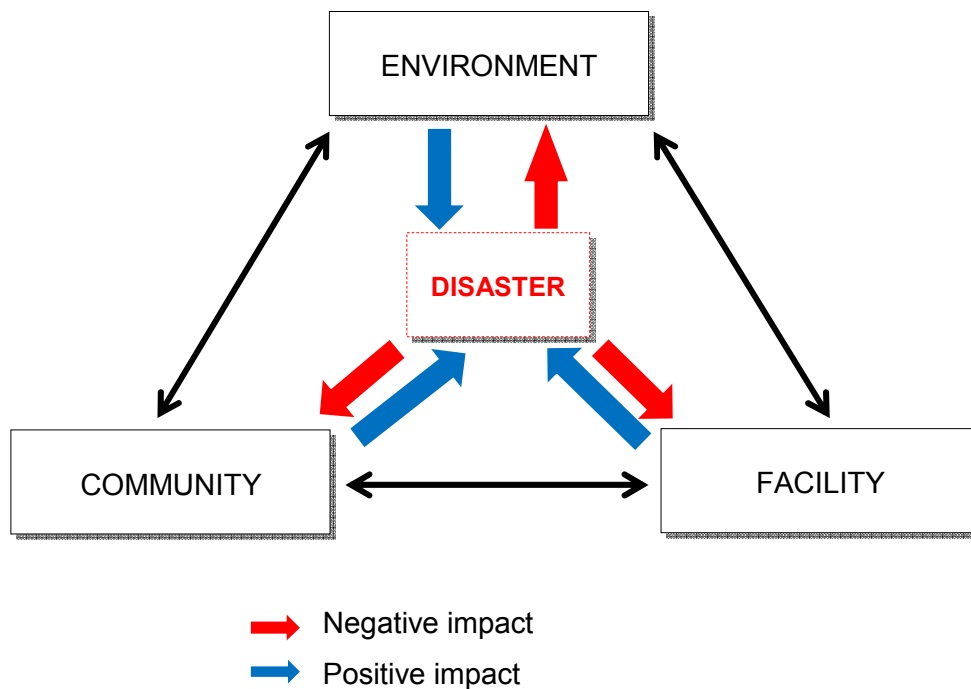 ENVIRONMENT
DISASTER
COMMUNITY
FACILITY
Negative impact
Positive impact